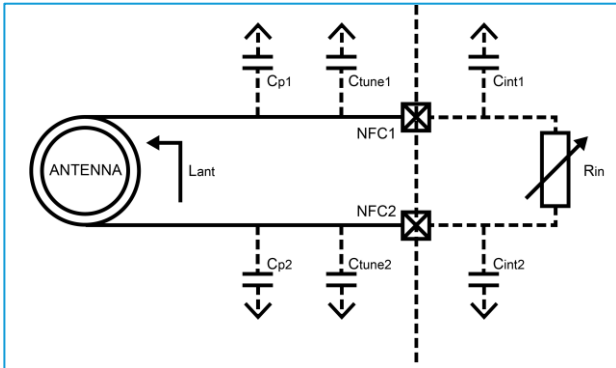 Cp1
Ctune1
Cint1
NFC1
ANTENNA
Lant
Rin
NFC2
Cp2
Ctune2
Cint2